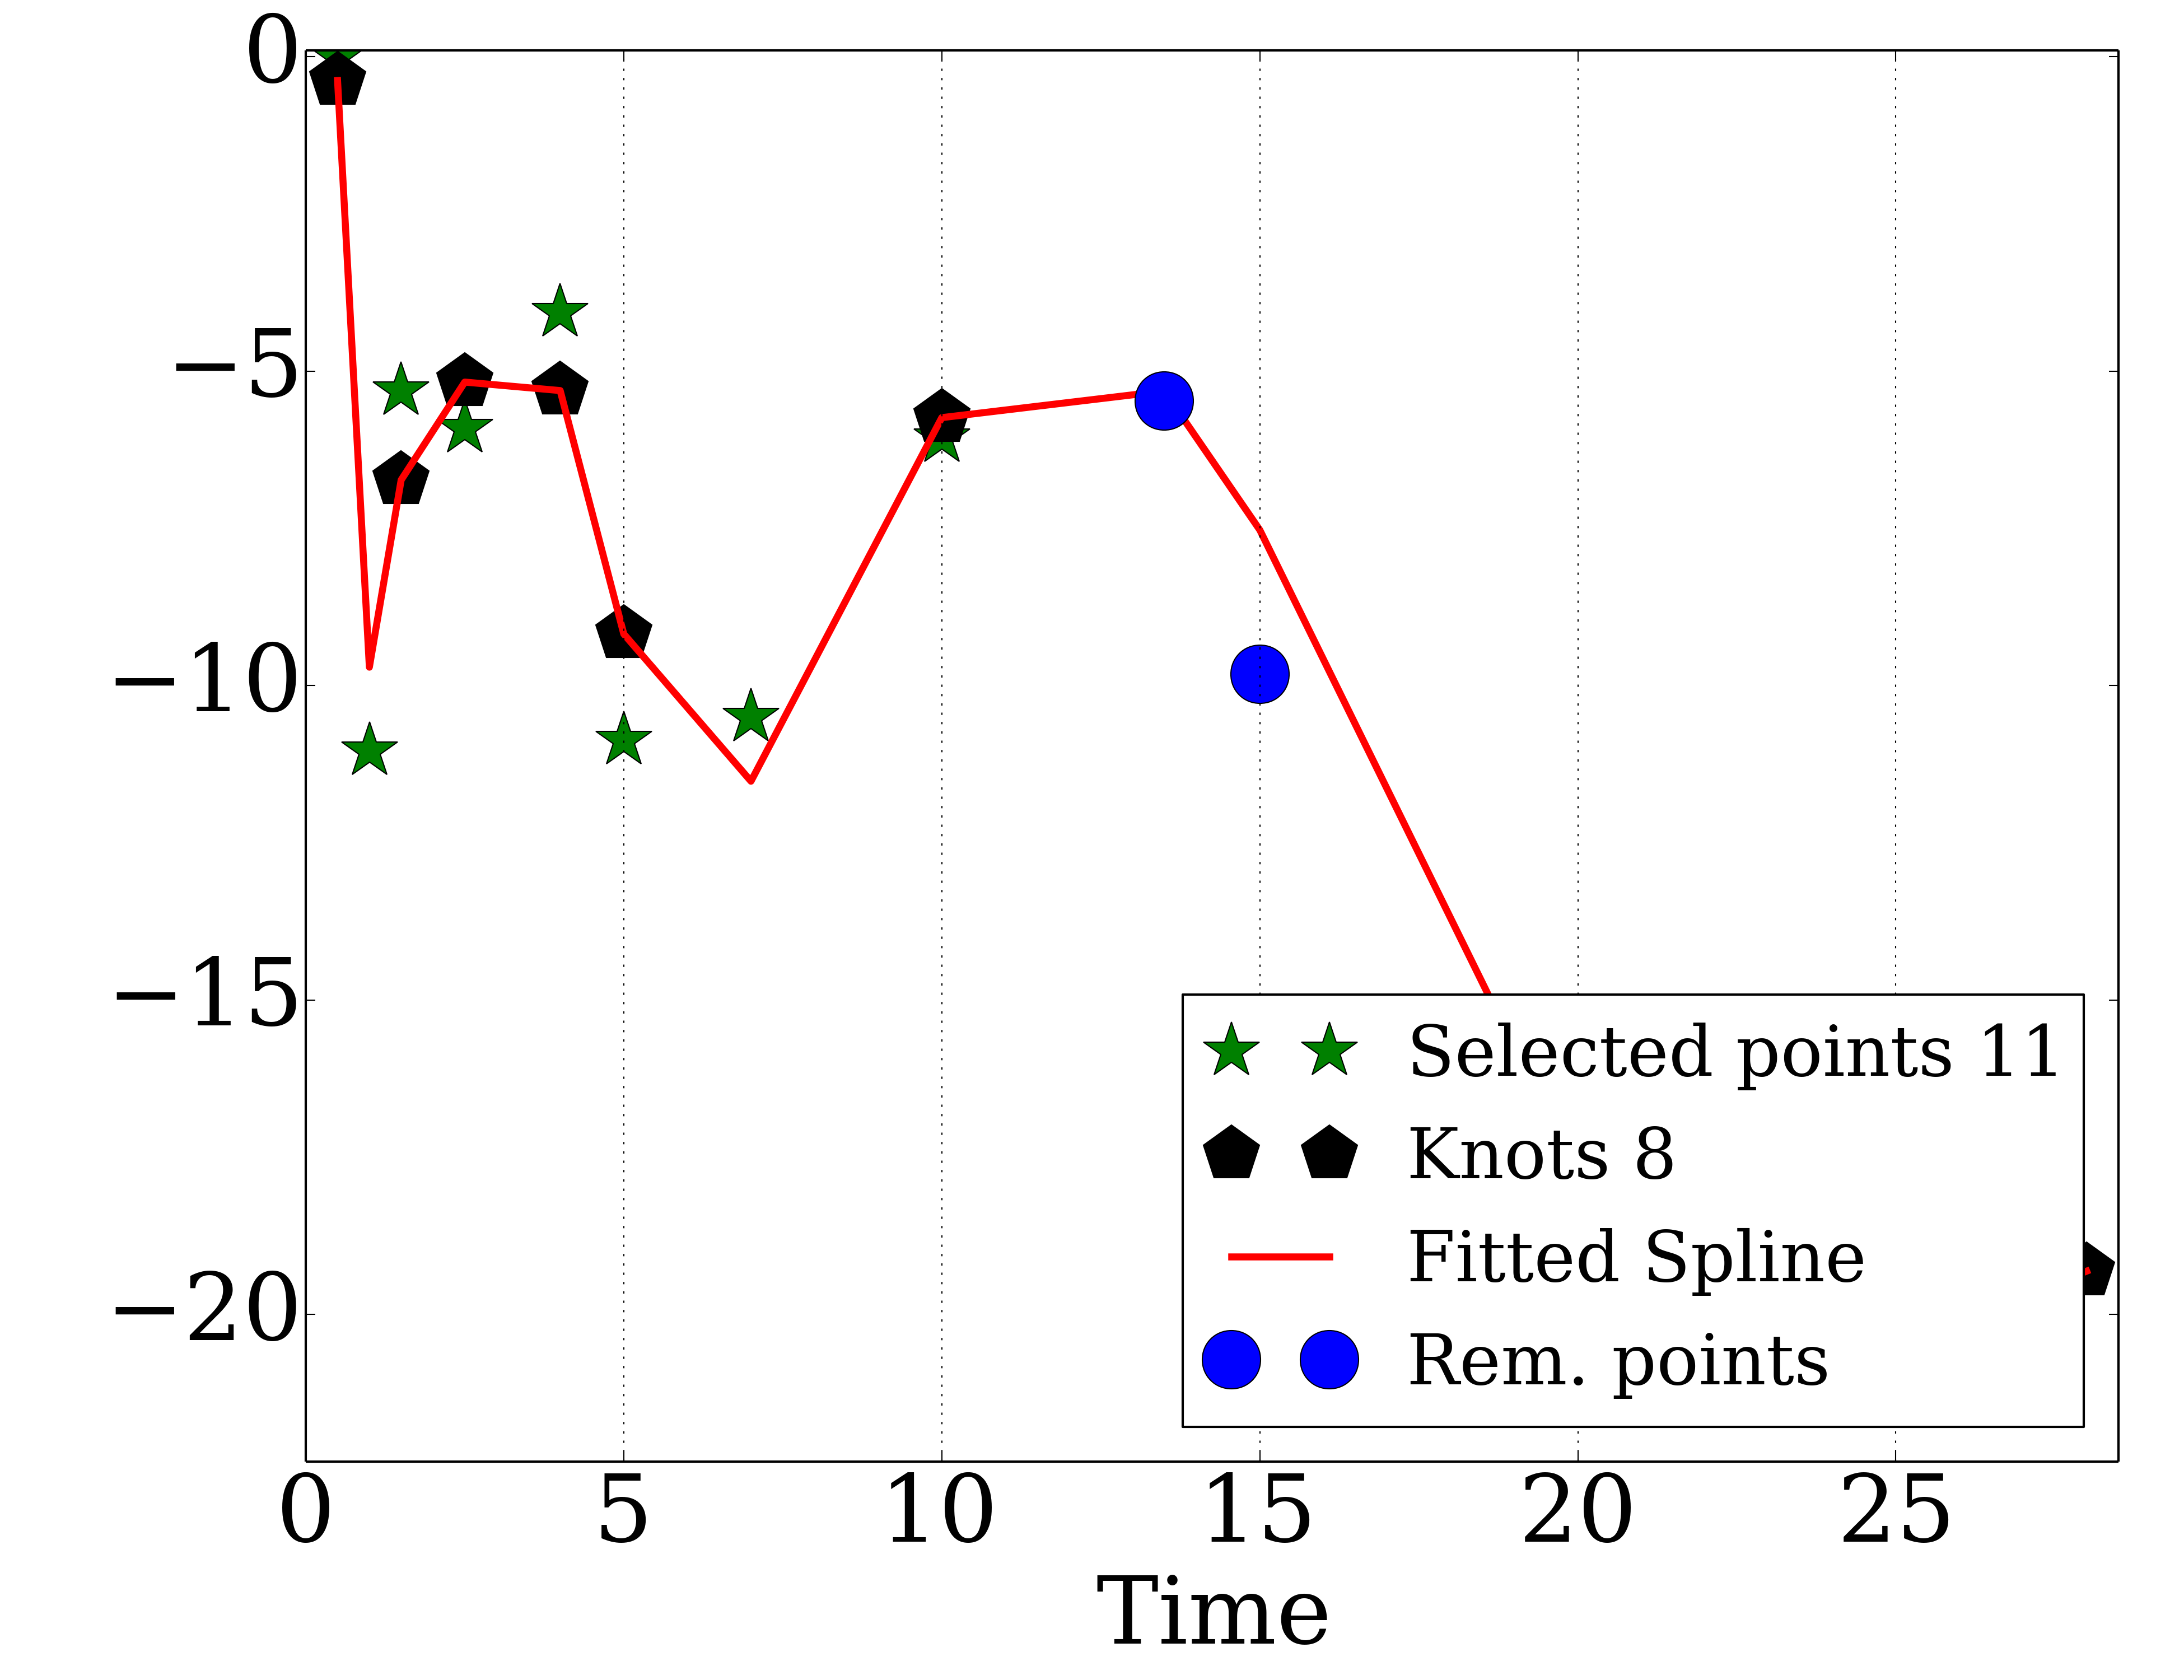 0
−5
−10
−15
−20
Selected points 11
Knots 8
Fitted Spline
Rem. points
0 5 10 15 20 25
Time